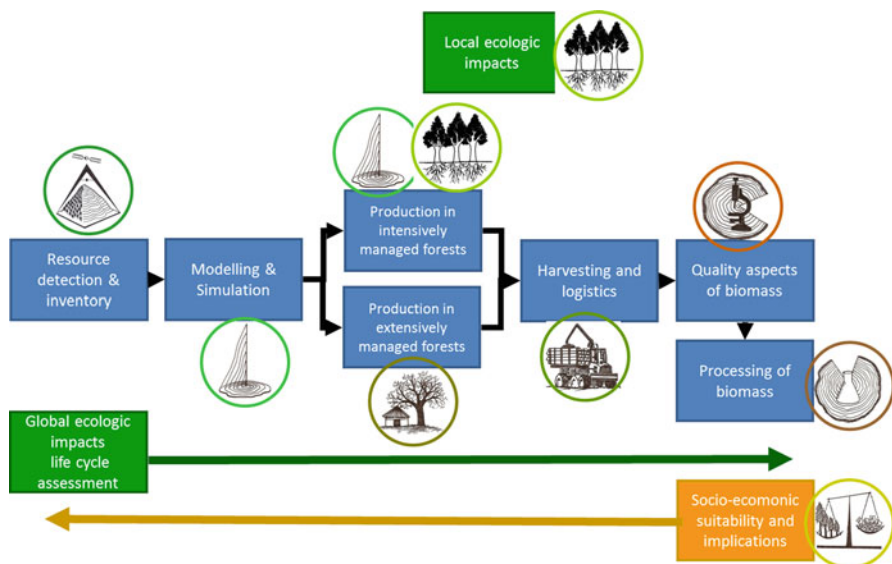 Local ecologic
impacts
Resource
detection &
inventory
Modelling &
Simulation
Production in
intensively
managed forests
Production in
extensively
managed forests
Harvesting and
logistics
Quality aspects
of biomass
Processing of
biomass
Global ecologic
impacts
life cycle
assessment
Socio-ecomonic
suitability and
implications